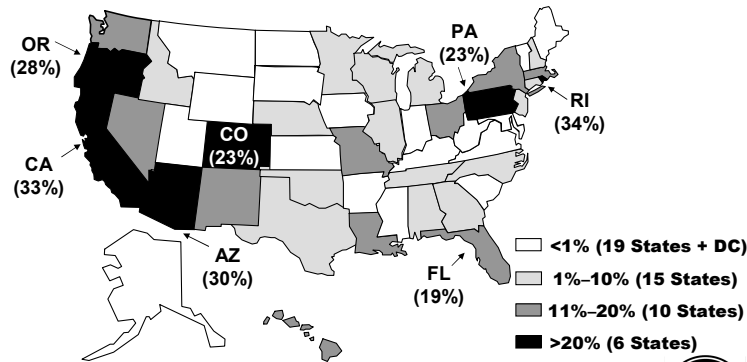 OR
(28%)
PA
(23%)
RI
(34%)
CO
(23%)
CA
(33%)
AZ
(30%)
FL
(19%)
<1% (19 States + DC)
1%–10% (15 States)
11%–20% (10 States)
>20% (6 States)